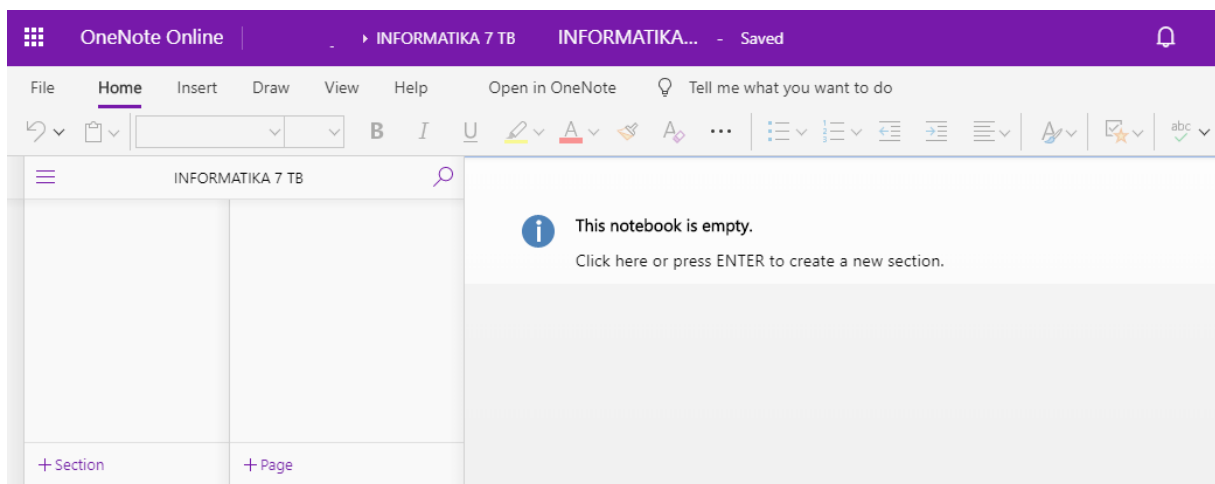 OneNote Online INFORMATIKA 7 TB INFORMATIKA... - Saved
File Home Insert Draw View Help Open in OneNote Tell me what you want to do
B I U A A ... abc
INFORMATIKA 7 TB
This notebook is empty.
Click here or press ENTER to create a new section.
+ Section + Page